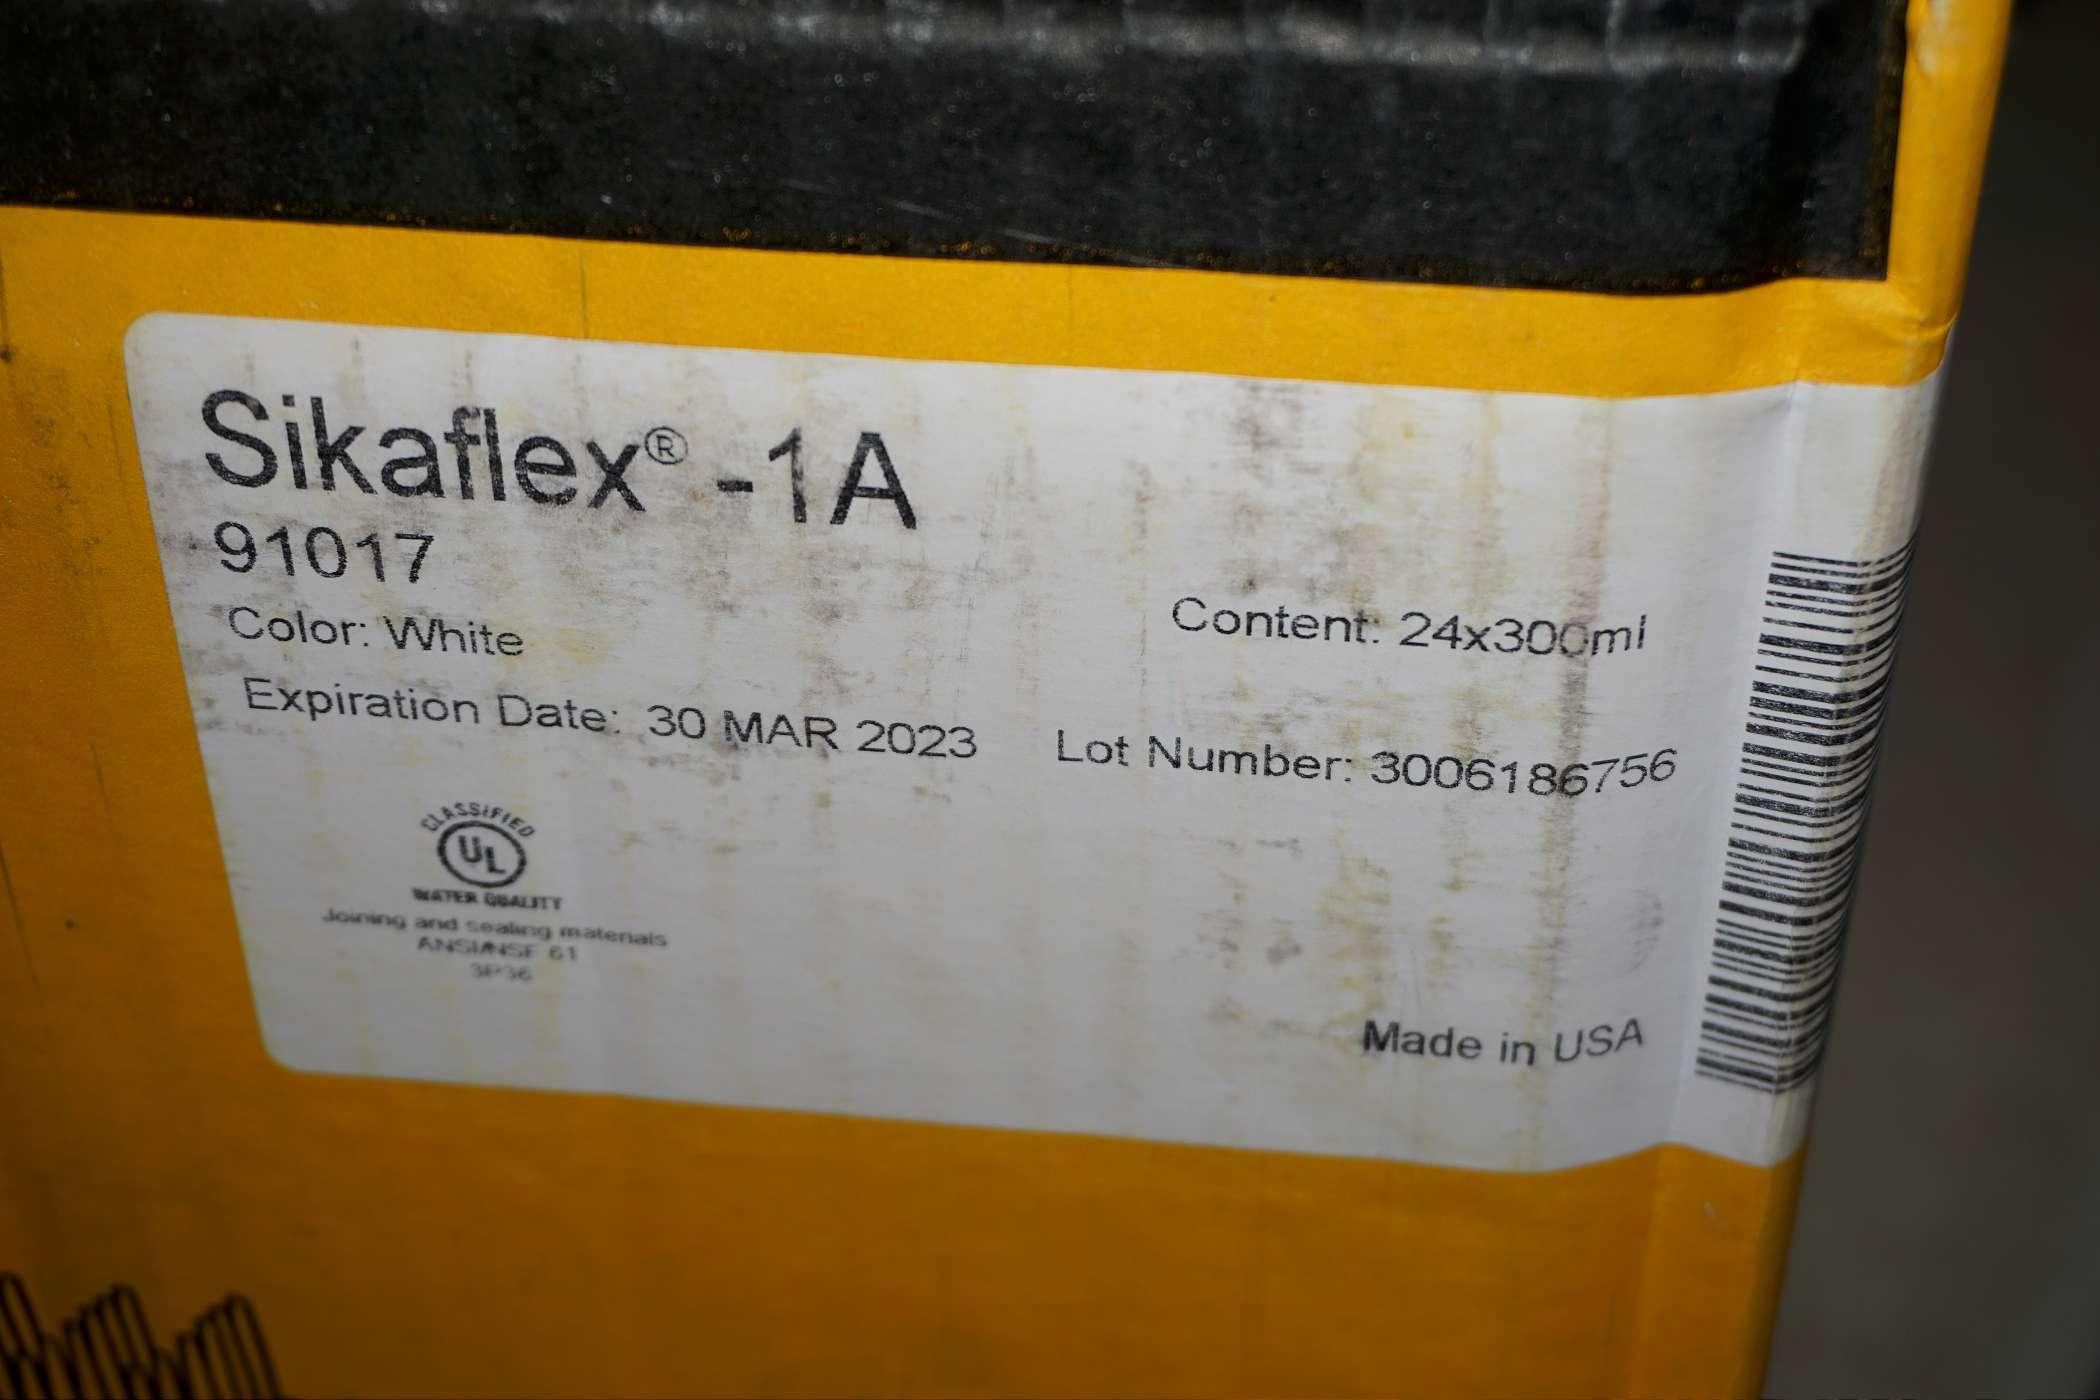 Sikaflex® -1A
91017
Color: White
Content: 24x300ml
Expiration Date: 30 MAR 2023
Lot Number: 3006186756
CLASSIFIED
UL
WATER QUALITY
Joining and sealing materials
ANSI/NSF 61
3P36
Made in USA